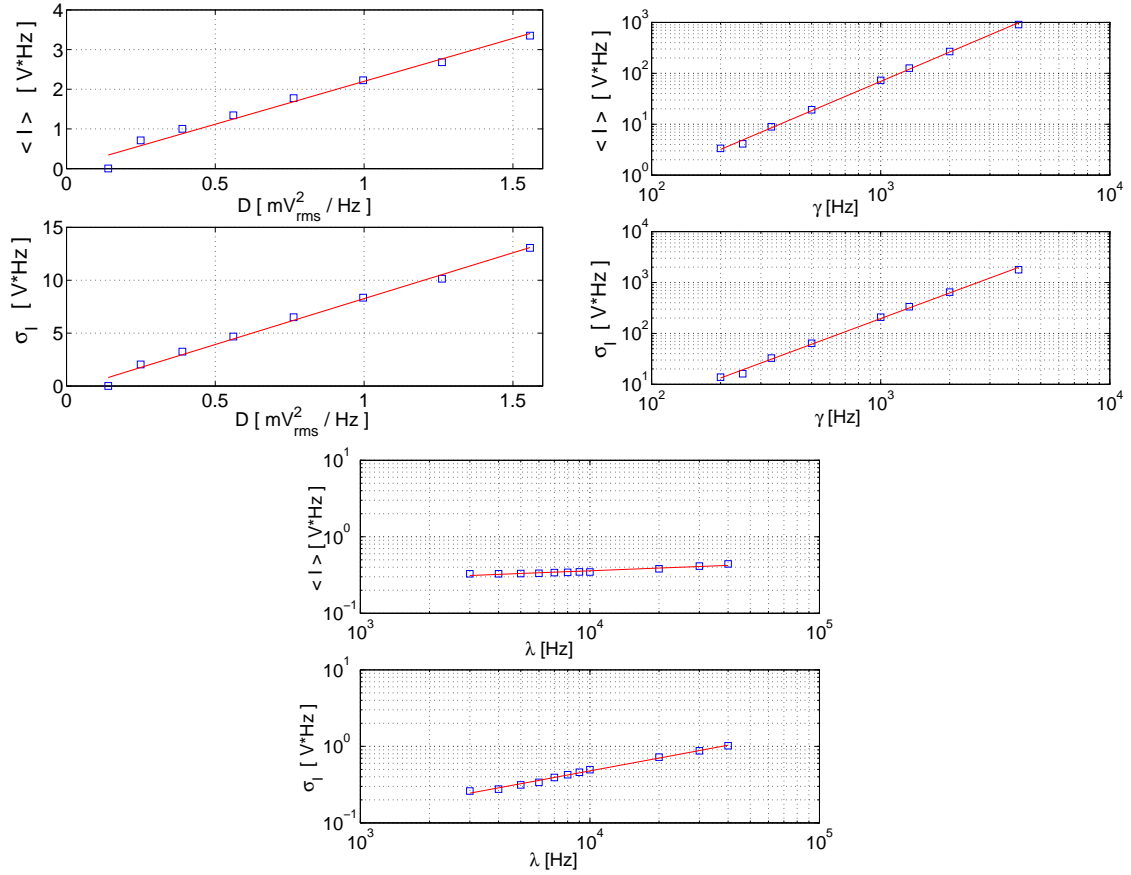 < I > [ V*Hz]
4
3
2
1
0
0 0.5 1 1.5
D [ mV²rms / Hz ]
< I > [ V*Hz]
10³
10²
10¹
10⁰
10² 10³ 10⁴
γ [Hz]
σI [V*Hz]
15
10
5
0
0 0.5 1 1.5
D [ mV²rms / Hz ]
σI [V*Hz]
10⁴
10³
10²
10¹
10² 10³ 10⁴
γ [Hz]
< I > [ V*Hz ]
10¹
10⁰
10⁻¹
10³ 10⁴ 10⁵
λ [Hz]
σI [ V*Hz]
10¹
10⁰
10⁻¹
10³ 10⁴ 10⁵
λ [Hz]